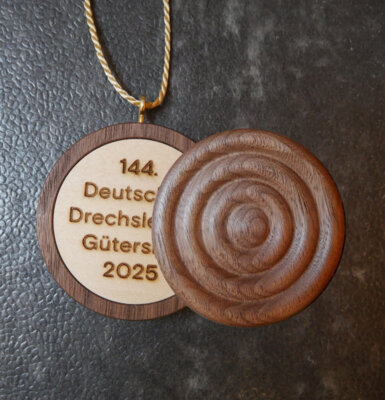 144.
Deutsc
Drechsle
Güters
2025